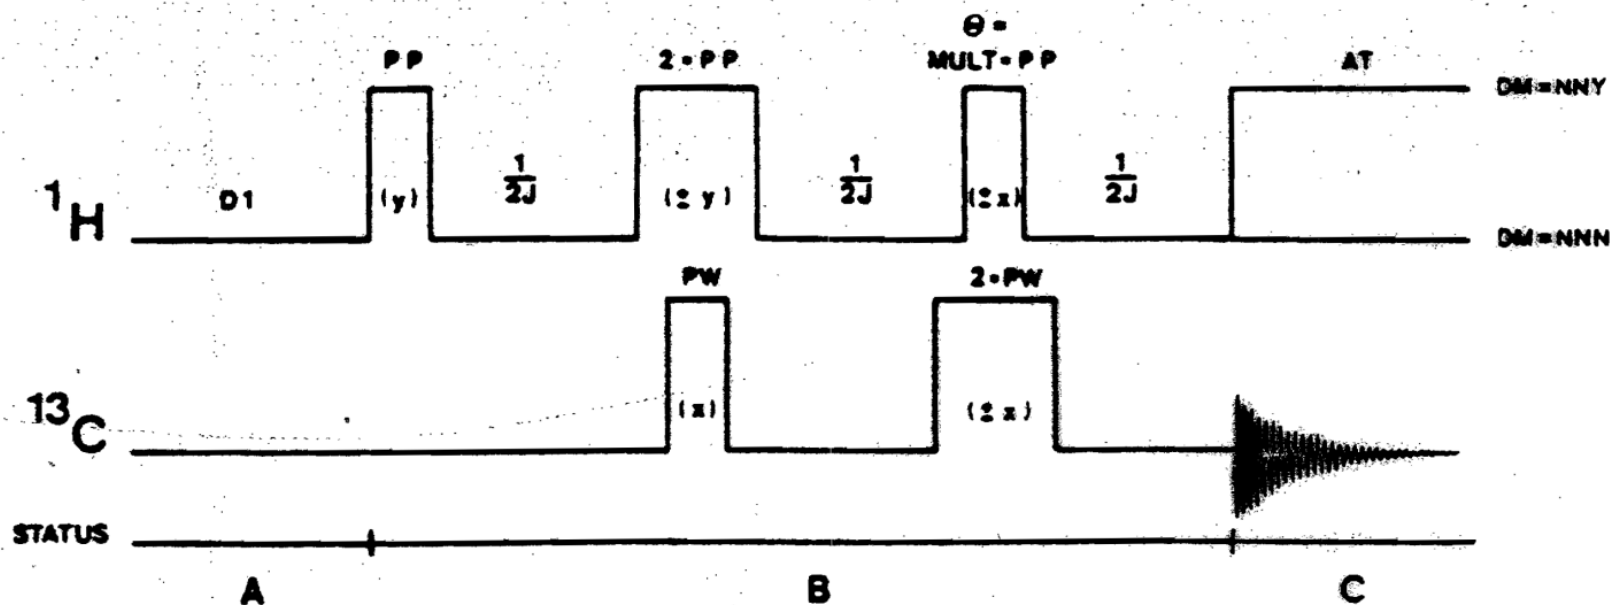 Θ =
PP
2•PP
MULT•PP
AT
DM=NNY
1H
D1
(y)
1/2J
(± y)
1/2J
(± x)
1/2J
DM=NNN
PW
2•PW
13C
(x)
(± x)
STATUS
A
B
C